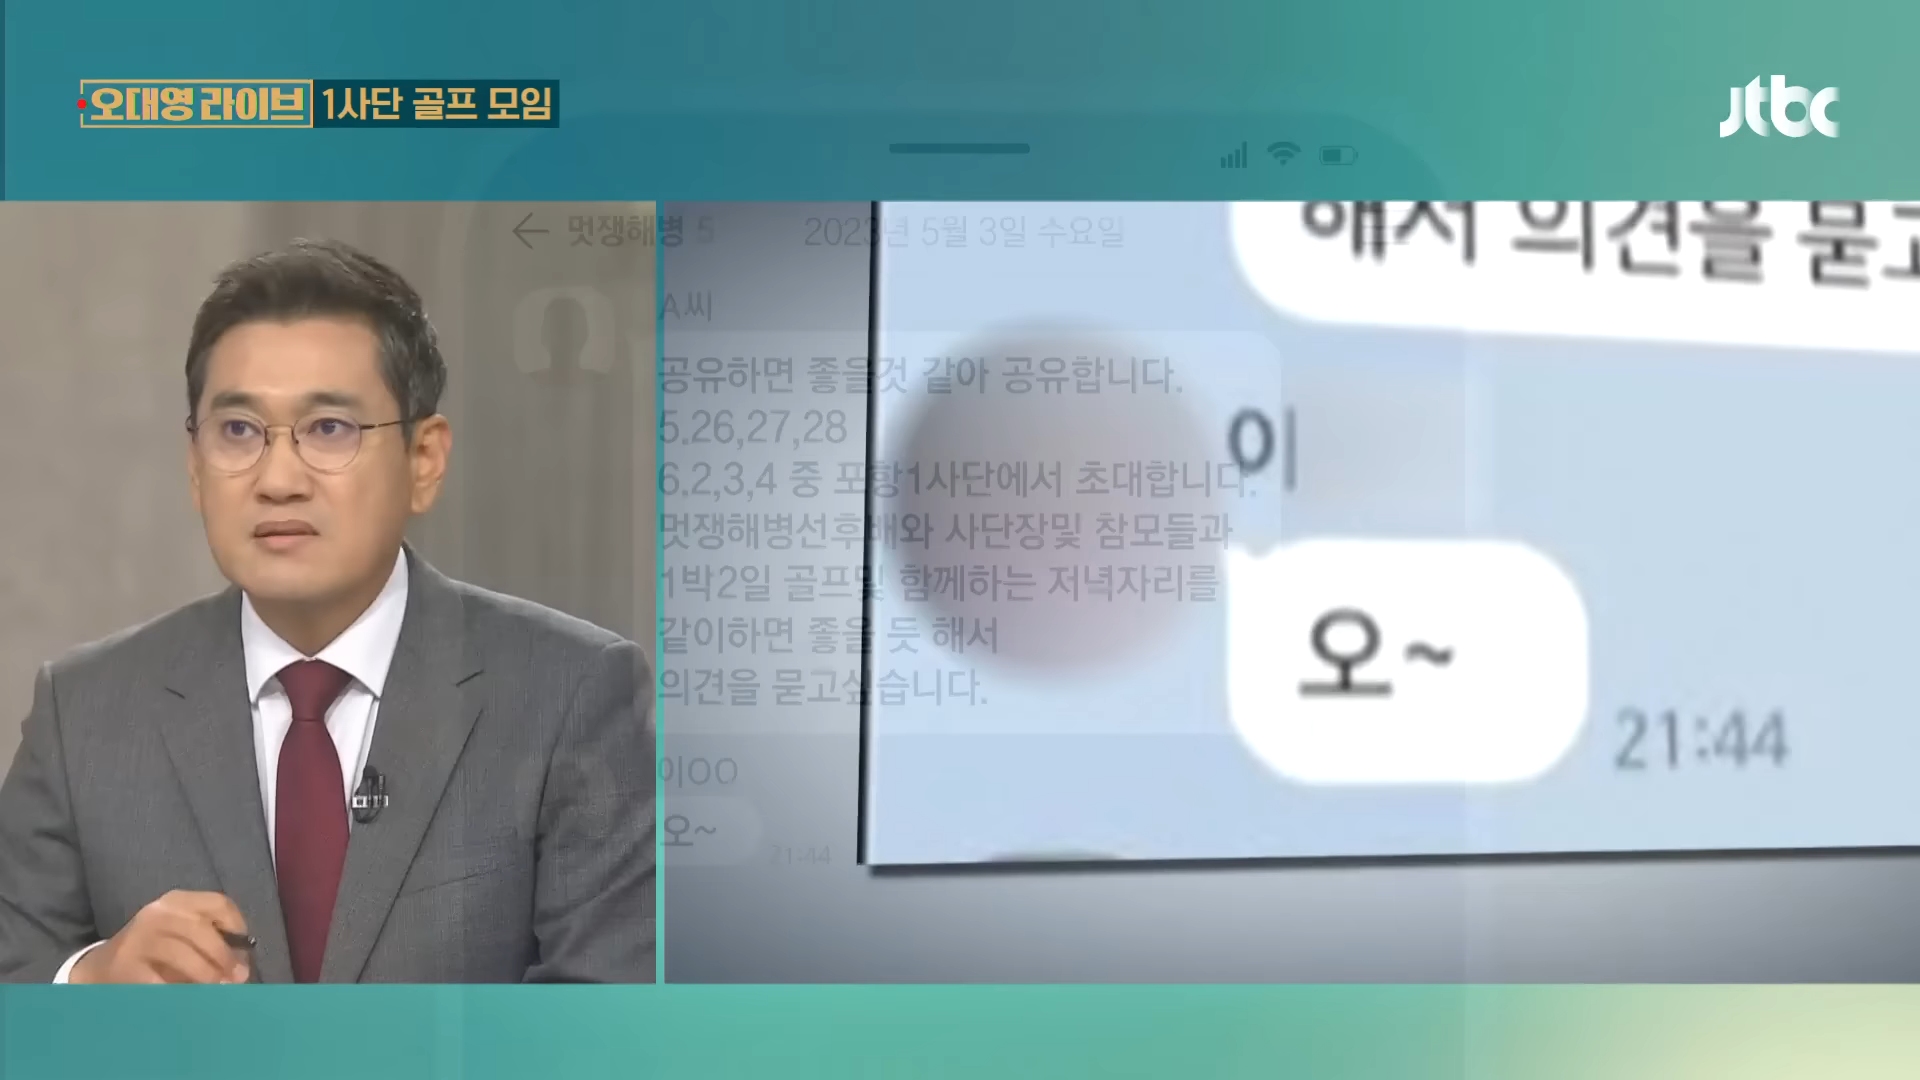 오대영 라이브 1사단 골프 모임
jtbc
멋쟁해병 5
2023년 5월 3일 수요일
A씨
공유하면 좋을것 같아 공유합니다.
5.26,27,28
6.2,3,4 중 포항1사단에서 초대합니다.
멋쟁해병선후배와 사단장및 참모들과
1박2일 골프및 함께하는 저녁자리를
같이하면 좋을 듯 해서
의견을 묻고싶습니다.
이OO
오~
21:44
해서 의견을 묻고
이
오~
21:44